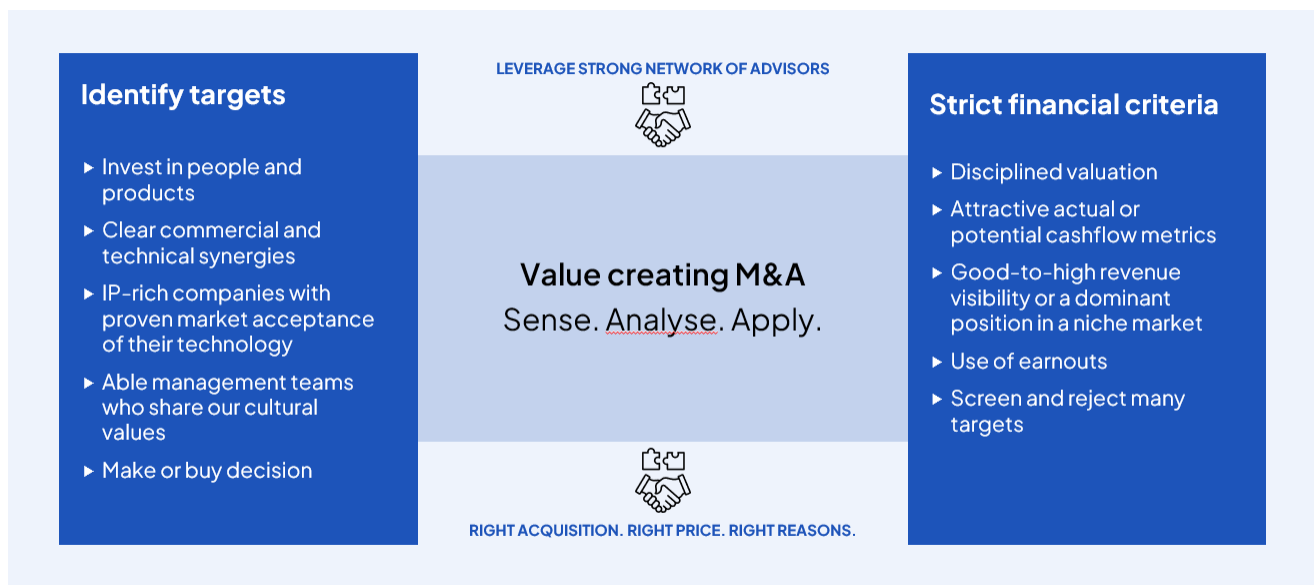 Identify targets
Invest in people and
products
Clear commercial and
technical synergies
IP-rich companies with
proven market acceptance
of their technology
Able management teams
who share our cultural
values
Make or buy decision
LEVERAGE STRONG NETWORK OF ADVISORS
Value creating M&A
Sense. Analyse. Apply.
RIGHT ACQUISITION. RIGHT PRICE. RIGHT REASONS.
Strict financial criteria
Disciplined valuation
Attractive actual or
potential cashflow metrics
Good-to-high revenue
visibility or a dominant
position in a niche market
Use of earnouts
Screen and reject many
targets